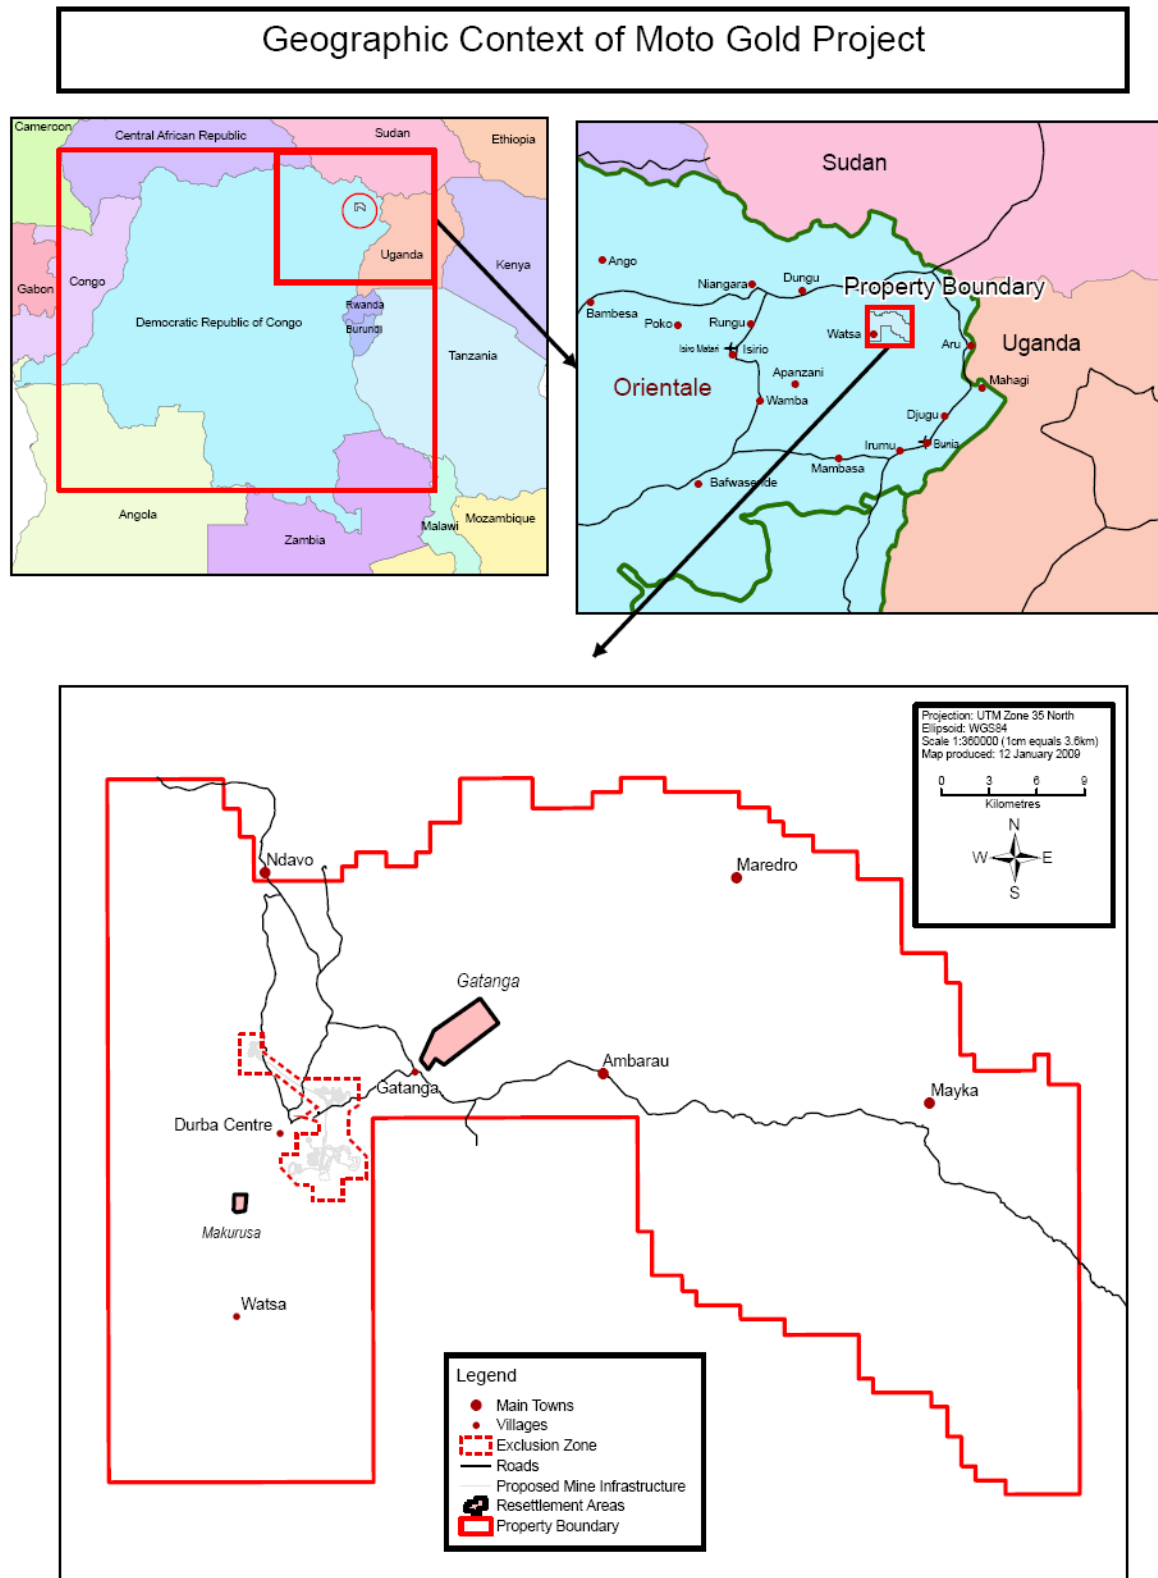 Geographic Context of Moto Gold Project
Cameroon
Central African Republic
Sudan
Ethiopia
Congo
Gabon
Uganda
Kenya
Rwanda
Burundi
Democratic Republic of Congo
Tanzania
Angola
Zambia
Malawi
Mozambique
Sudan
Ango
Niangara
Dungu
Property Boundary
Bambesa
Poko
Rungu
Watsa
Isiro Matari
Isirio
Aru
Uganda
Orientale
Apanzani
Mahagi
Wamba
Djugu
Irumu
Bunia
Mambasa
Bafwasende
Projection: UTM Zone 35 North
Ellipsoid: WGS84
Scale 1:360000 (1cm equals 3.6km)
Map produced: 12 January 2009
0 3 6 9
Kilometres
N
W E
S
Ndavo
Maredro
Gatanga
Ambarau
Gatanga
Mayka
Durba Centre
Makurusa
Watsa
Legend
Main Towns
Villages
Exclusion Zone
Roads
Proposed Mine Infrastructure
Resettlement Areas
Property Boundary